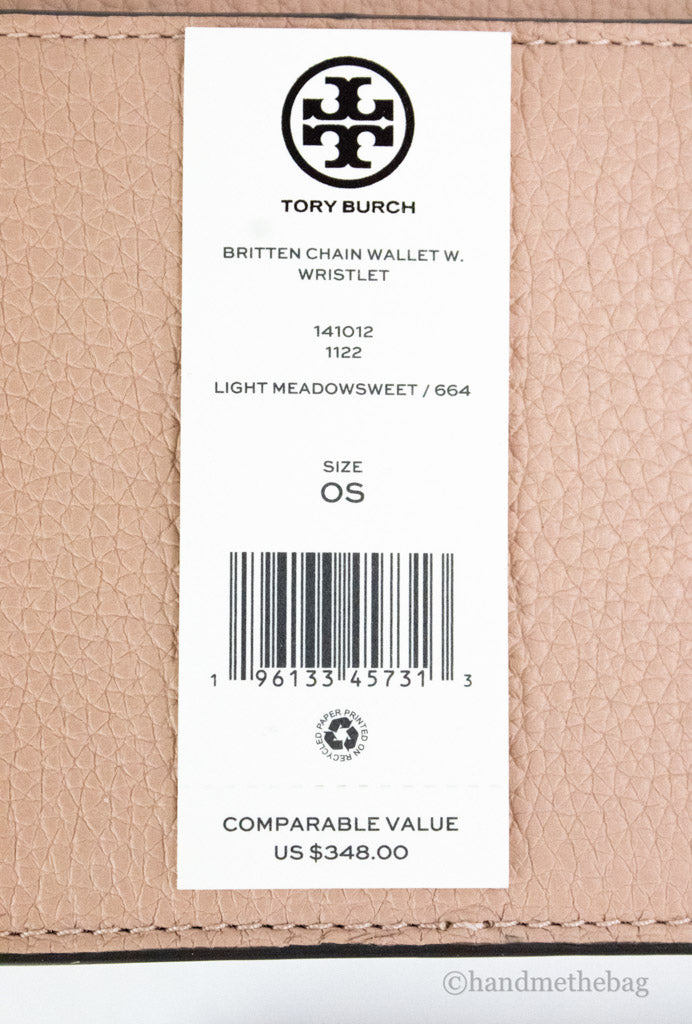 TORY BURCH
BRITTEN CHAIN WALLET W.
WRISTLET
141012
1122
LIGHT MEADOWSWEET / 664
SIZE
OS
1 96133 45731 3
PAPER PRINTED ON RECYCLED
COMPARABLE VALUE
US $348.00
©handmethebag